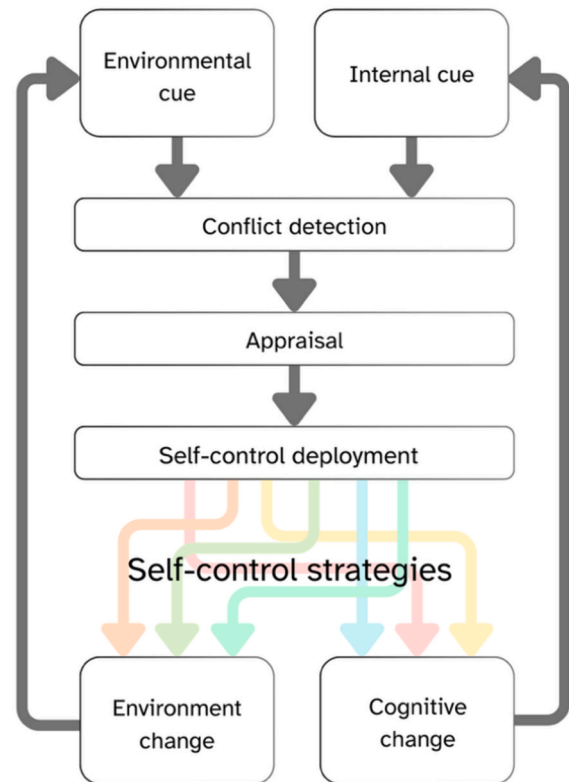 Environmental
cue
Internal cue
Conflict detection
Appraisal
Self-control deployment
Self-control strategies
Environment
change
Cognitive
change